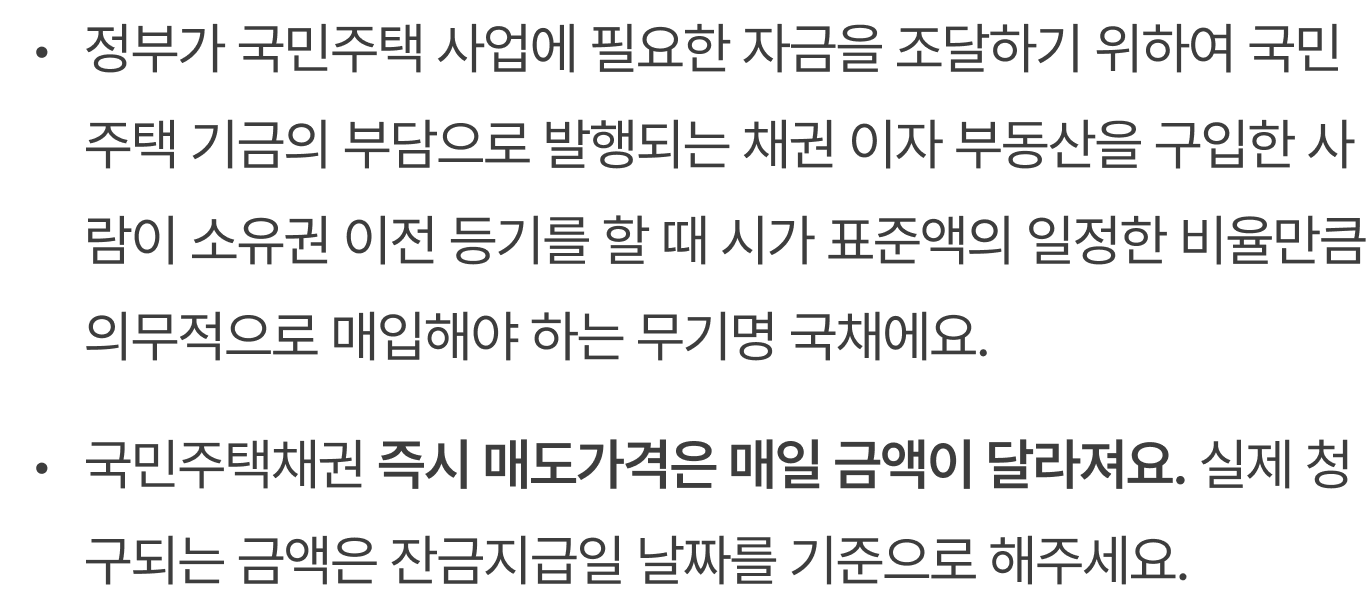 • 정부가 국민주택 사업에 필요한 자금을 조달하기 위하여 국민
주택 기금의 부담으로 발행되는 채권 이자 부동산을 구입한 사
람이 소유권 이전 등기를 할 때 시가 표준액의 일정한 비율만큼
의무적으로 매입해야 하는 무기명 국채에요.
• 국민주택채권 즉시 매도가격은 매일 금액이 달라져요. 실제 청
구되는 금액은 잔금지급일 날짜를 기준으로 해주세요.